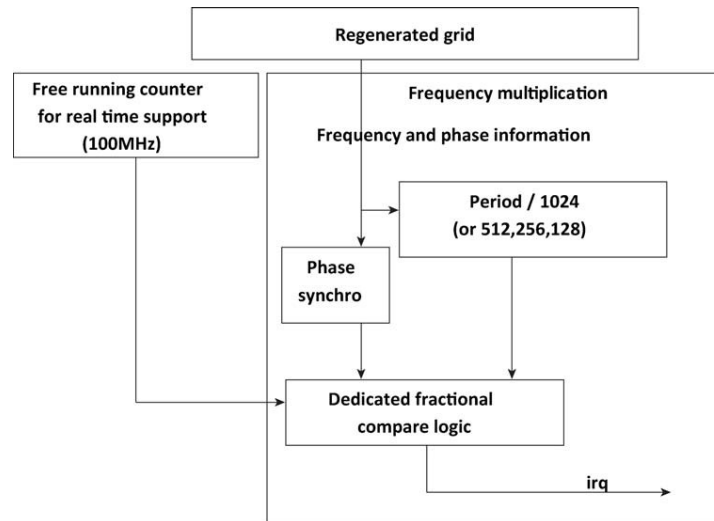 Regenerated grid
Free running counter
for real time support
(100MHz)
Frequency multiplication
Frequency and phase information
Period / 1024
(or 512,256,128)
Phase
synchro
Dedicated fractional
compare logic
irq